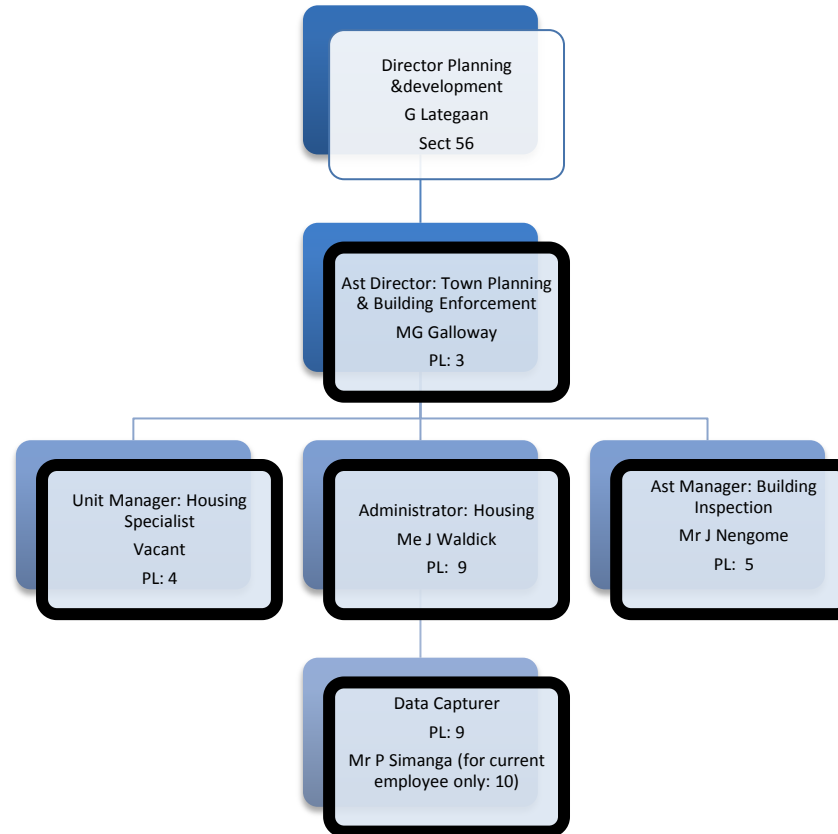 Director Planning
&development
G Lategaan
Sect 56
Ast Director: Town Planning
& Building Enforcement
MG Galloway
PL: 3
Unit Manager: Housing
Specialist
Vacant
PL: 4
Administrator: Housing
Me J Waldick
PL:  9
Ast Manager: Building
Inspection
Mr J Nengome
PL:  5
Data Capturer
PL: 9
Mr P Simanga (for current
employee only: 10)